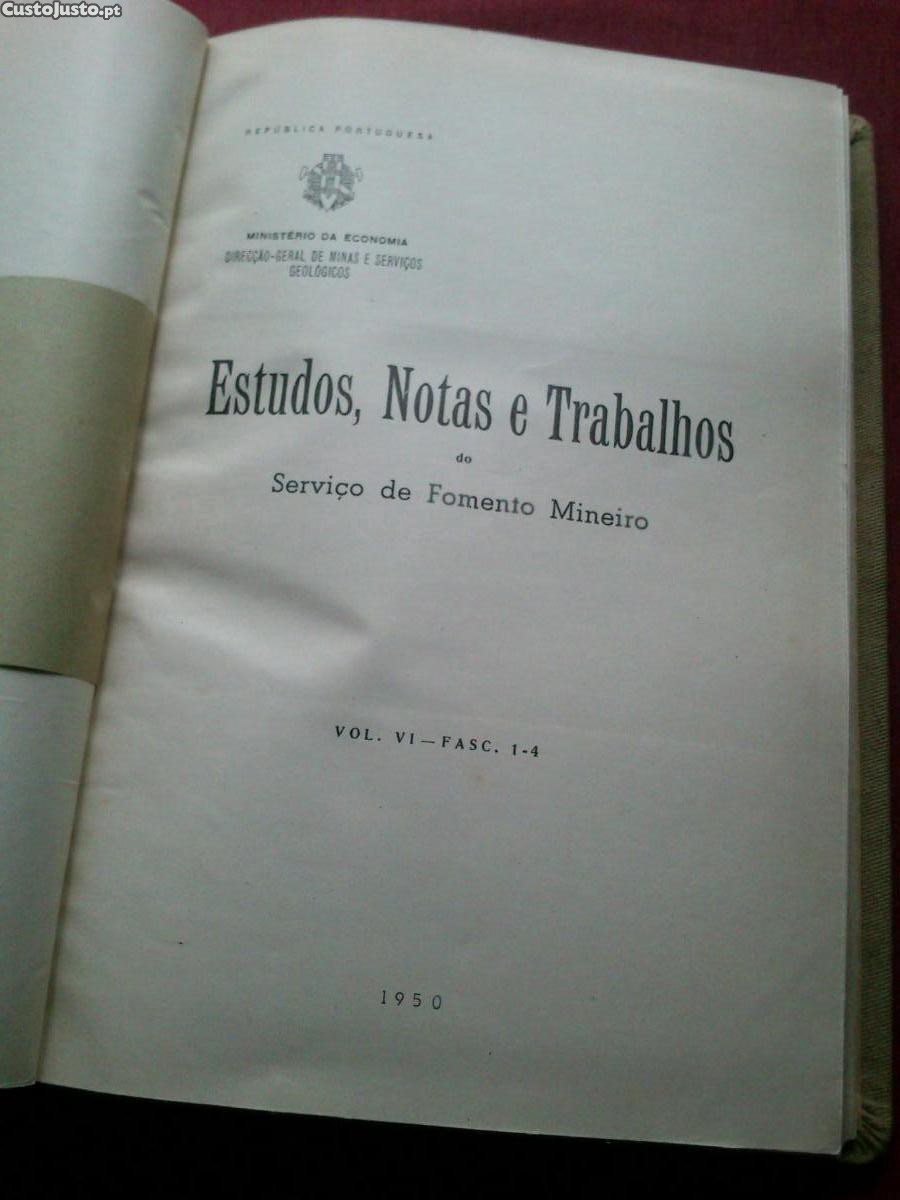 CustoJusto.pt
REPÚBLICA PORTUGUESA
MINISTÉRIO DA ECONOMIA
DIRECÇÃO-GERAL DE MINAS E SERVIÇOS
GEOLÓGICOS
Estudos, Notas e Trabalhos
do
Serviço de Fomento Mineiro
VOL. VI — FASC. 1-4
1950